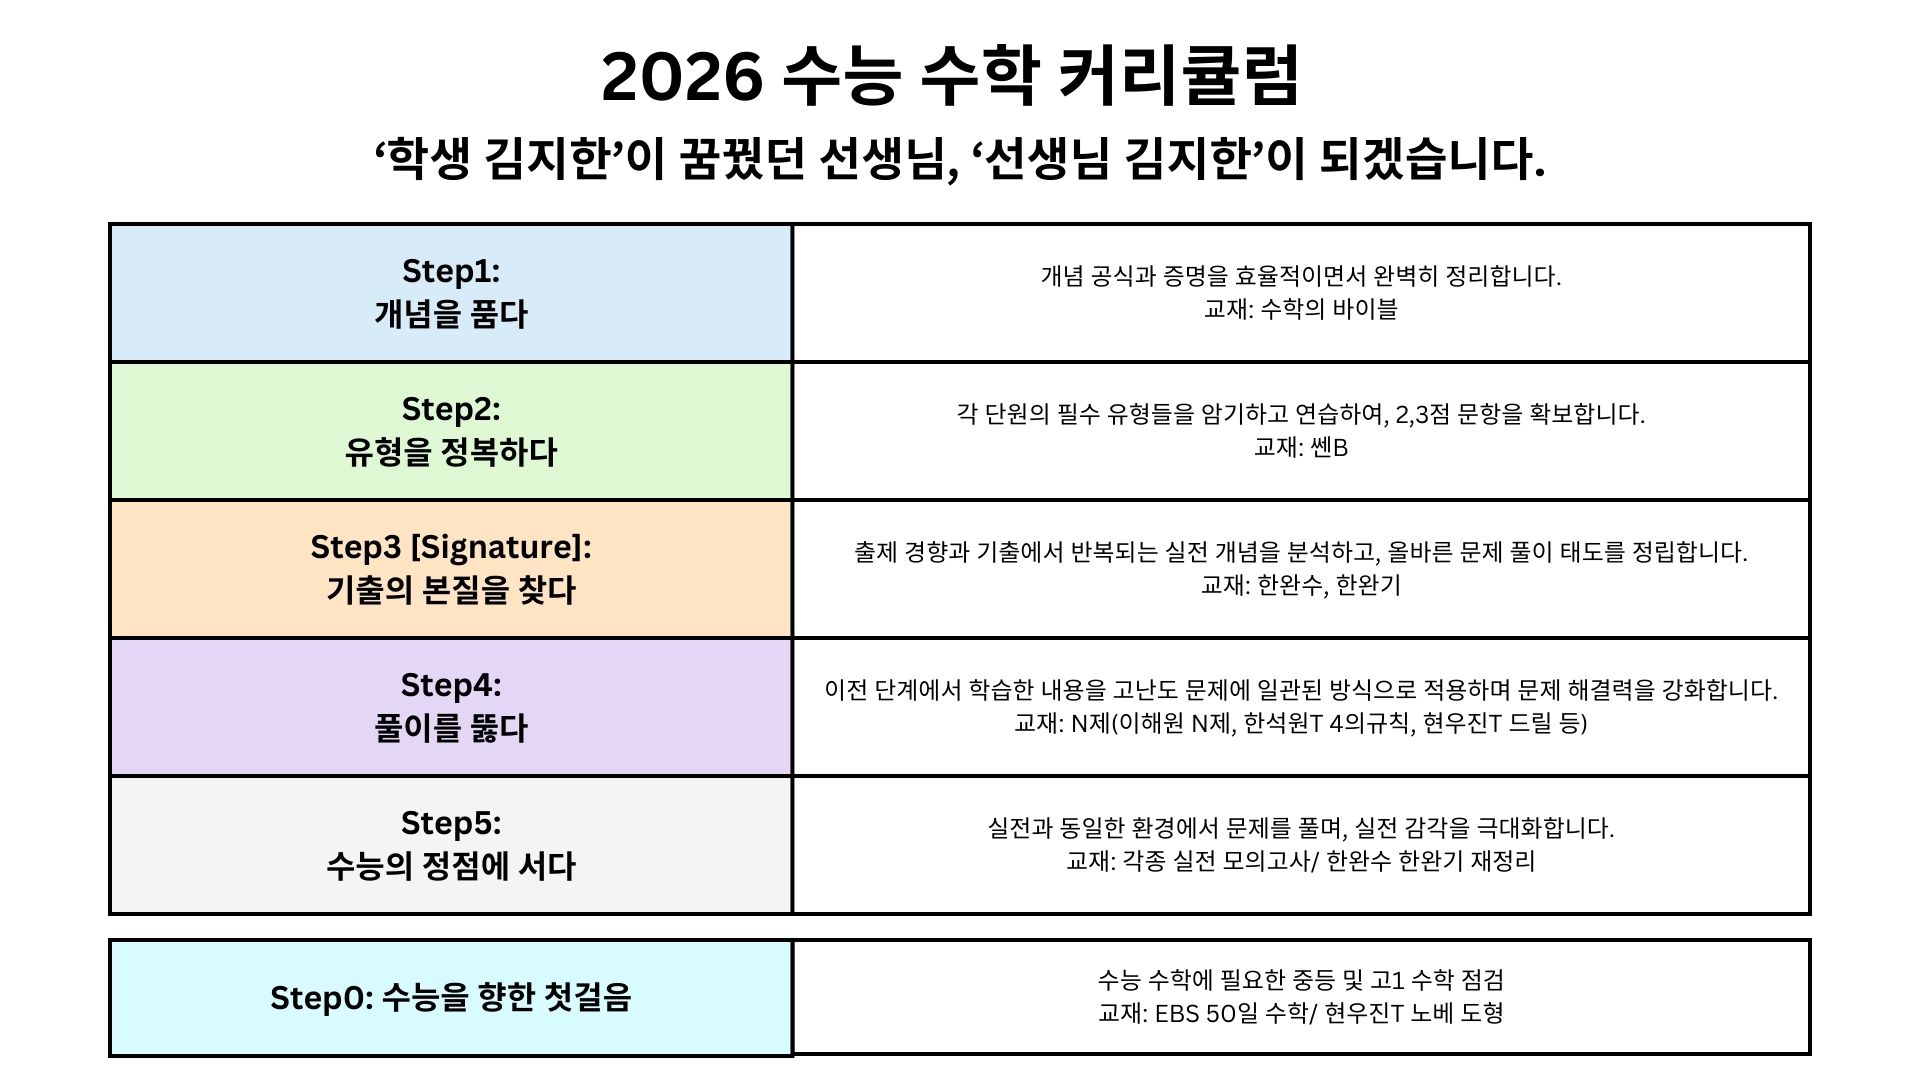 2026 수능 수학 커리큘럼
‘학생 김지한’이 꿈꿨던 선생님, ‘선생님 김지한’이 되겠습니다.
Step1:
개념을 품다
개념 공식과 증명을 효율적이면서 완벽히 정리합니다.
교재: 수학의 바이블
Step2:
유형을 정복하다
각 단원의 필수 유형들을 암기하고 연습하여, 2,3점 문항을 확보합니다.
교재: 쎈B
Step3 [Signature]:
기출의 본질을 찾다
출제 경향과 기출에서 반복되는 실전 개념을 분석하고, 올바른 문제 풀이 태도를 정립합니다.
교재: 한완수, 한완기
Step4:
풀이를 뚫다
이전 단계에서 학습한 내용을 고난도 문제에 일관된 방식으로 적용하며 문제 해결력을 강화합니다.
교재: N제(이해원 N제, 한석원T 4의규칙, 현우진T 드릴 등)
Step5:
수능의 정점에 서다
실전과 동일한 환경에서 문제를 풀며, 실전 감각을 극대화합니다.
교재: 각종 실전 모의고사/ 한완수 한완기 재정리
Step0: 수능을 향한 첫걸음
수능 수학에 필요한 중등 및 고1 수학 점검
교재: EBS 50일 수학/ 현우진T 노베 도형